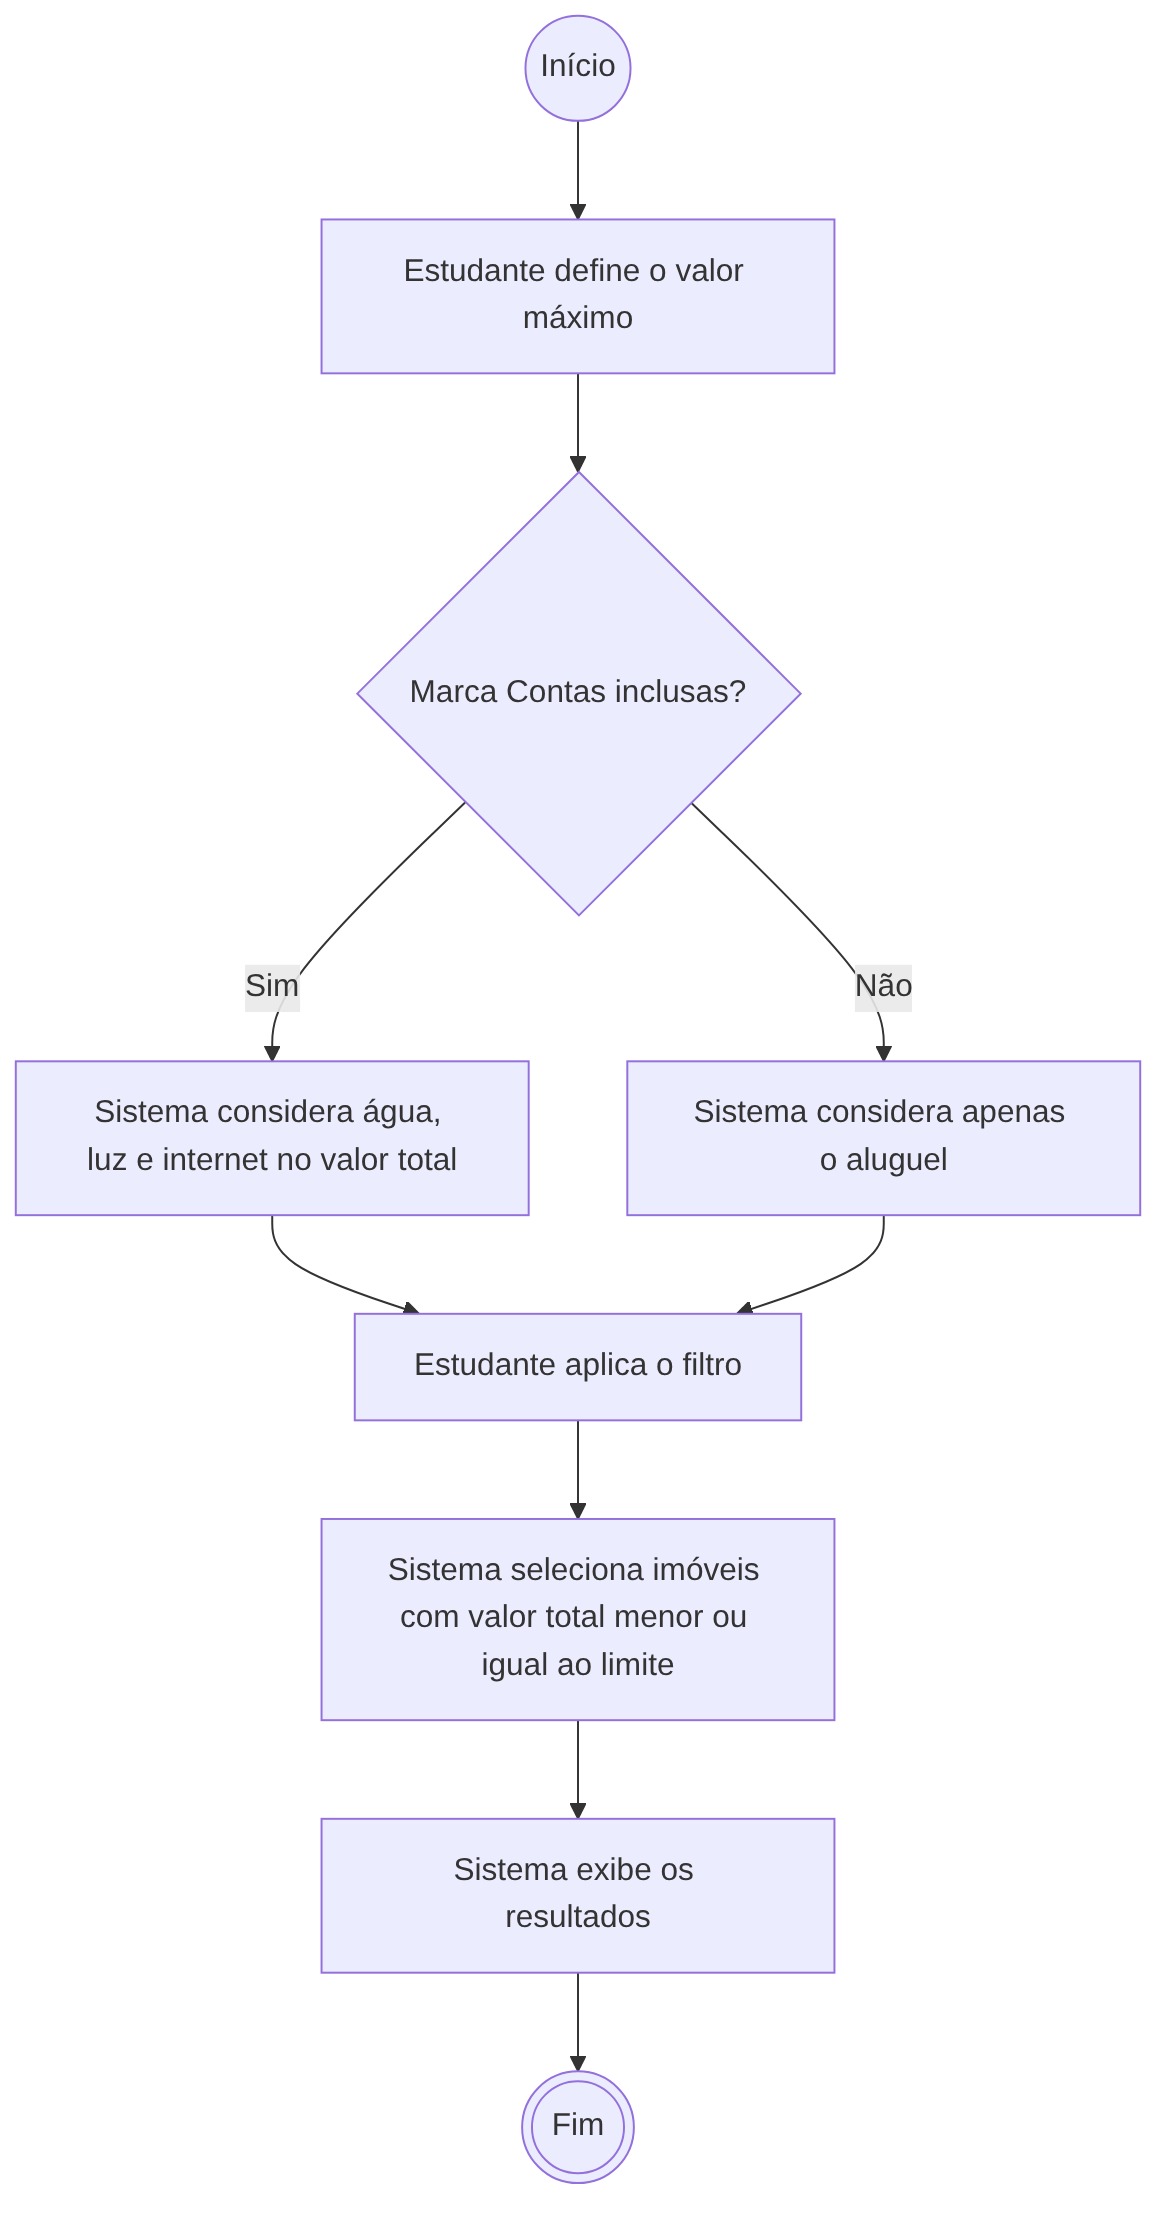 Início
Estudante define o valor
máximo
Marca Contas inclusas?
Sim
Não
Sistema considera água,
luz e internet no valor total
Sistema considera apenas
o aluguel
Estudante aplica o filtro
Sistema seleciona imóveis
com valor total menor ou
igual ao limite
Sistema exibe os
resultados
Fim